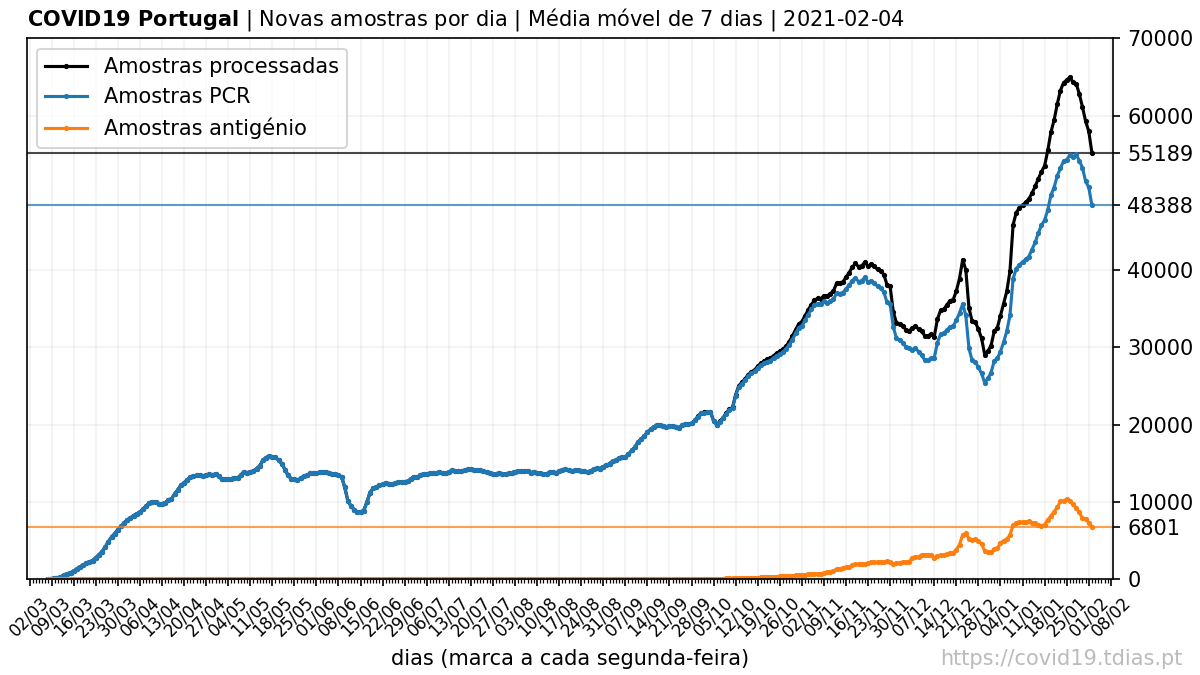 COVID19 Portugal | Novas amostras por dia | Média móvel de 7 dias | 2021-02-04
Amostras processadas
Amostras PCR
Amostras antigénio
70000
60000
55189
48388
40000
30000
20000
10000
6801
0
02/03 09/03 16/03 23/03 30/03 06/04 13/04 20/04 27/04 04/05 11/05 18/05 25/05 01/06 08/06 15/06 22/06 29/06 06/07 13/07 20/07 27/07 03/08 10/08 17/08 24/08 31/08 07/09 14/09 21/09 28/09 05/10 12/10 19/10 26/10 02/11 09/11 16/11 23/11 30/11 07/12 14/12 21/12 28/12 04/01 11/01 18/01 25/01 01/02 08/02
dias (marca a cada segunda-feira)
https://covid19.tdias.pt